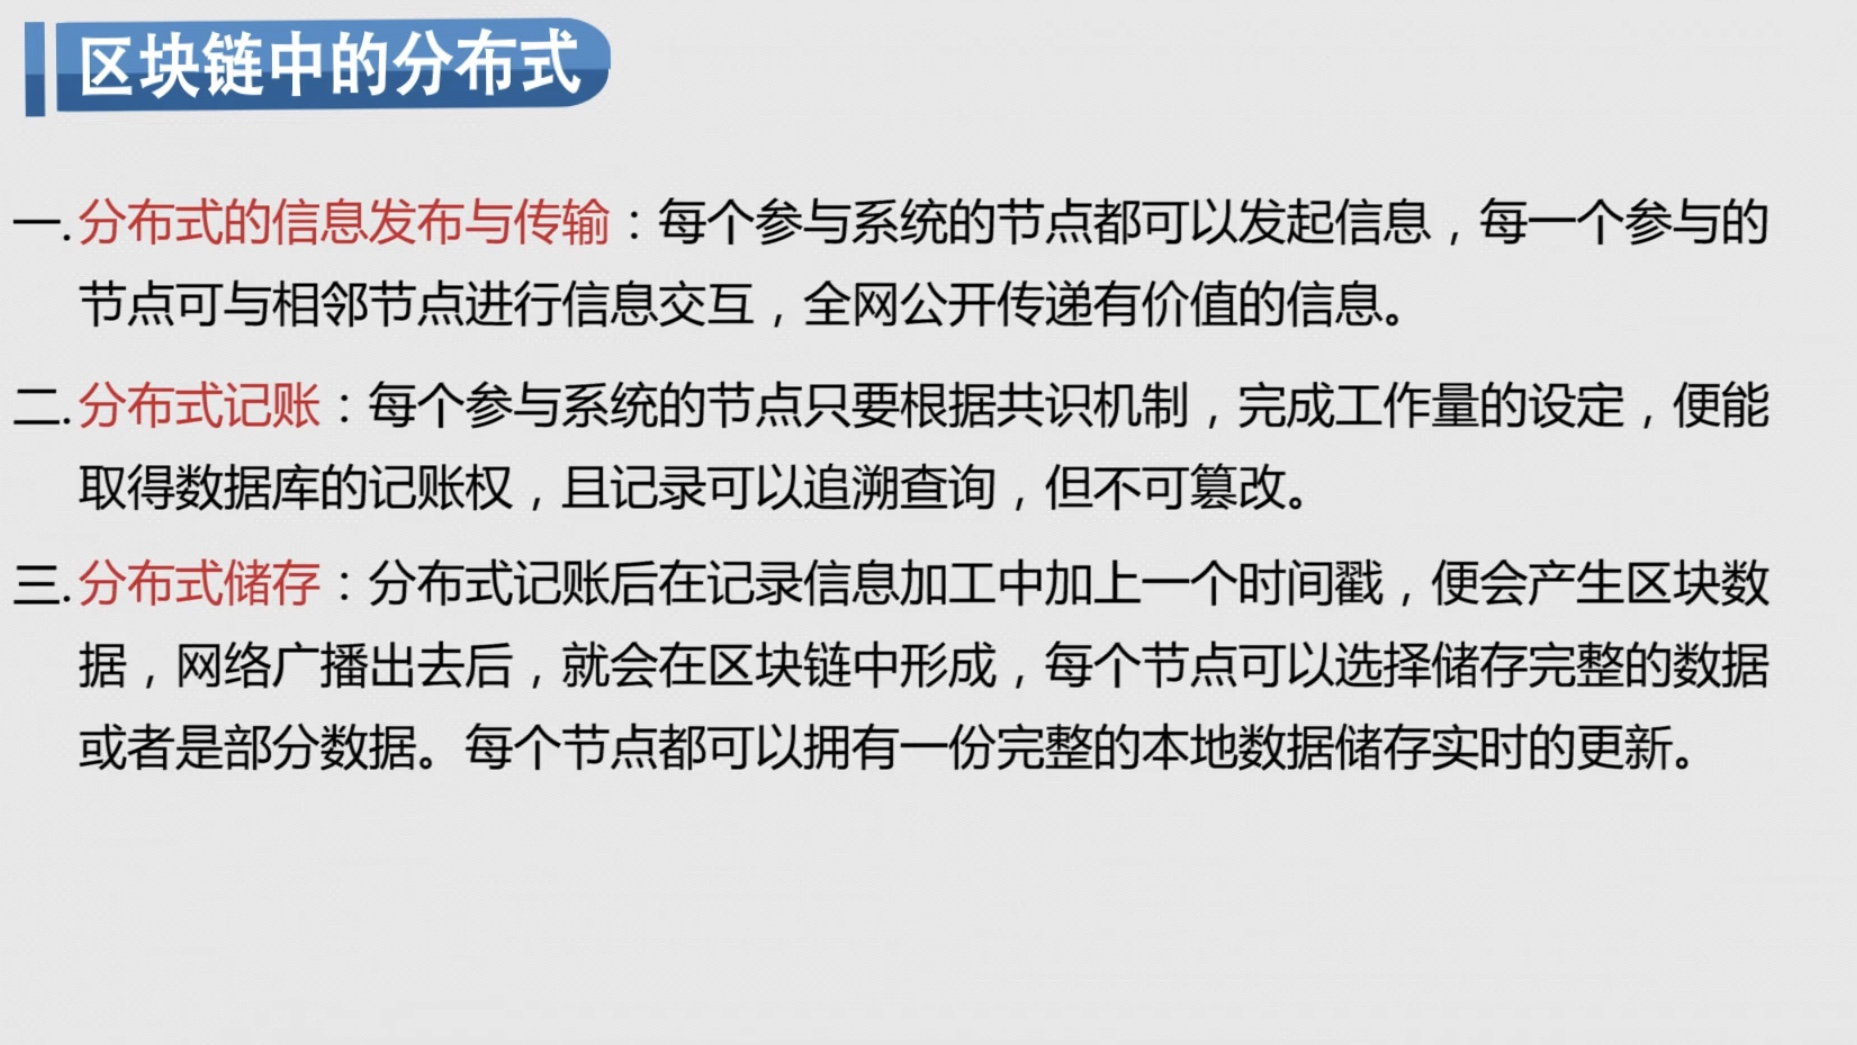 区块链中的分布式
一.分布式的信息发布与传输：每个参与系统的节点都可以发起信息，每一个参与的
节点可与相邻节点进行信息交互，全网公开传递有价值的信息。
二.分布式记账：每个参与系统的节点只要根据共识机制，完成工作量的设定，便能
取得数据库的记账权，且记录可以追溯查询，但不可篡改。
三.分布式储存：分布式记账后在记录信息加工中加上一个时间戳，便会产生区块数
据，网络广播出去后，就会在区块链中形成，每个节点可以选择储存完整的数据
或者是部分数据。每个节点都可以拥有一份完整的本地数据储存实时的更新。